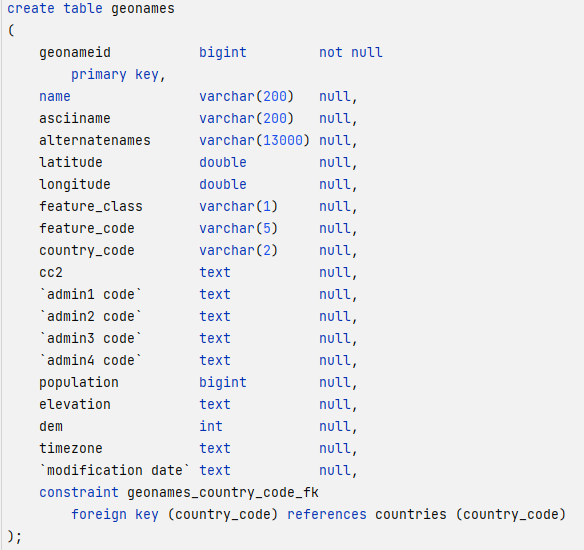 create table geonames
(
    geonameid           bigint         not null
        primary key,
    name                varchar(200)   null,
    asciiname           varchar(200)   null,
    alternatenames      varchar(13000) null,
    latitude            double         null,
    longitude           double         null,
    feature_class       varchar(1)     null,
    feature_code        varchar(5)     null,
    country_code        varchar(2)     null,
    cc2                 text           null,
    `admin1 code`       text           null,
    `admin2 code`       text           null,
    `admin3 code`       text           null,
    `admin4 code`       text           null,
    population          bigint         null,
    elevation           text           null,
    dem                 int            null,
    timezone            text           null,
    `modification date` text           null,
    constraint geonames_country_code_fk
        foreign key (country_code) references countries (country_code)
);